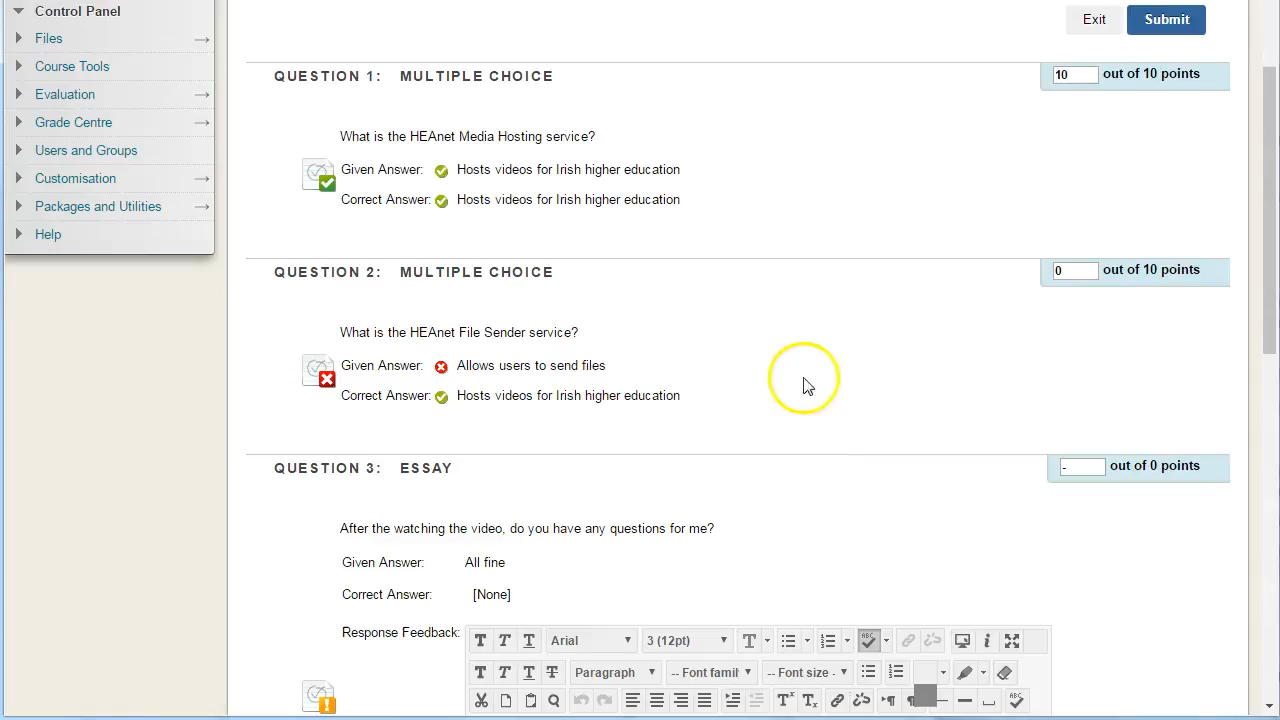 Control Panel
Files
Course Tools
Evaluation
Grade Centre
Users and Groups
Customisation
Packages and Utilities
Help
Exit Submit
QUESTION 1: MULTIPLE CHOICE 10 out of 10 points
What is the HEAnet Media Hosting service?
Given Answer: Hosts videos for Irish higher education
Correct Answer: Hosts videos for Irish higher education
QUESTION 2: MULTIPLE CHOICE 0 out of 10 points
What is the HEAnet File Sender service?
Given Answer: Allows users to send files
Correct Answer: Hosts videos for Irish higher education
QUESTION 3: ESSAY - out of 0 points
After the watching the video, do you have any questions for me?
Given Answer: All fine
Correct Answer: [None]
Response Feedback: T T T Arial 3 (12pt) T ABC
T T T T Paragraph -- Font famil -- Font size -